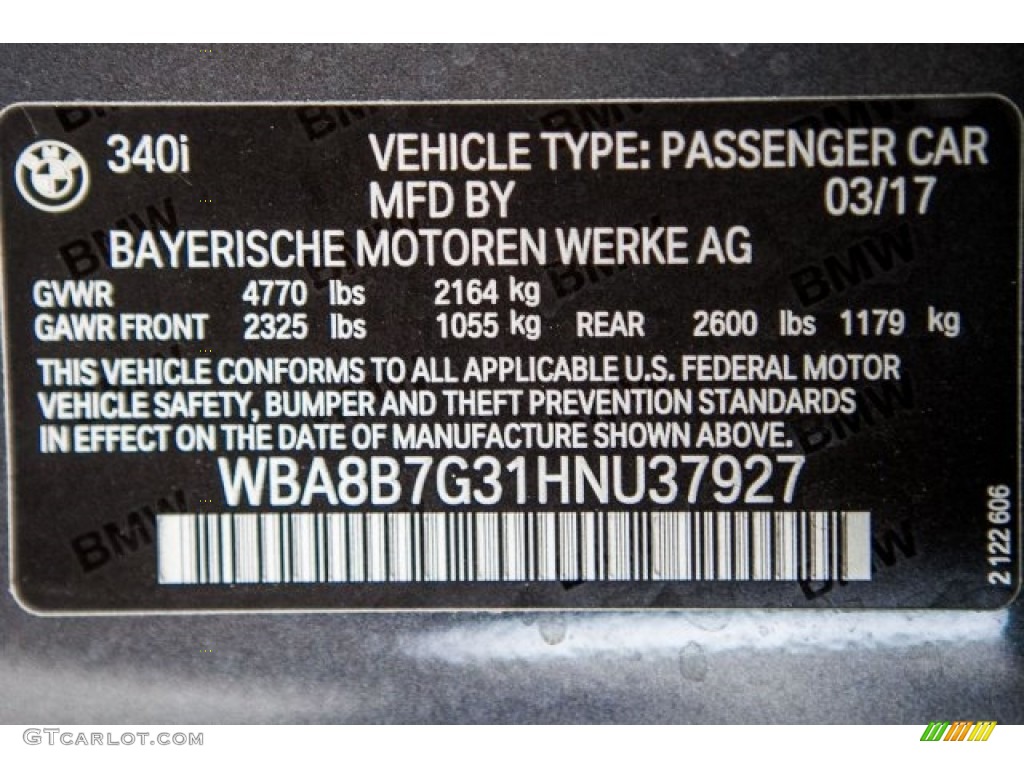 340i VEHICLE TYPE: PASSENGER CAR
MFD BY 03/17
BAYERISCHE MOTOREN WERKE AG
GVWR 4770 lbs 2164 kg
GAWR FRONT 2325 lbs 1055 kg REAR 2600 lbs 1179 kg
THIS VEHICLE CONFORMS TO ALL APPLICABLE U.S. FEDERAL MOTOR
VEHICLE SAFETY, BUMPER AND THEFT PREVENTION STANDARDS
IN EFFECT ON THE DATE OF MANUFACTURE SHOWN ABOVE.
WBA8B7G31HNU37927
2 122 606
GTCARLOT.COM